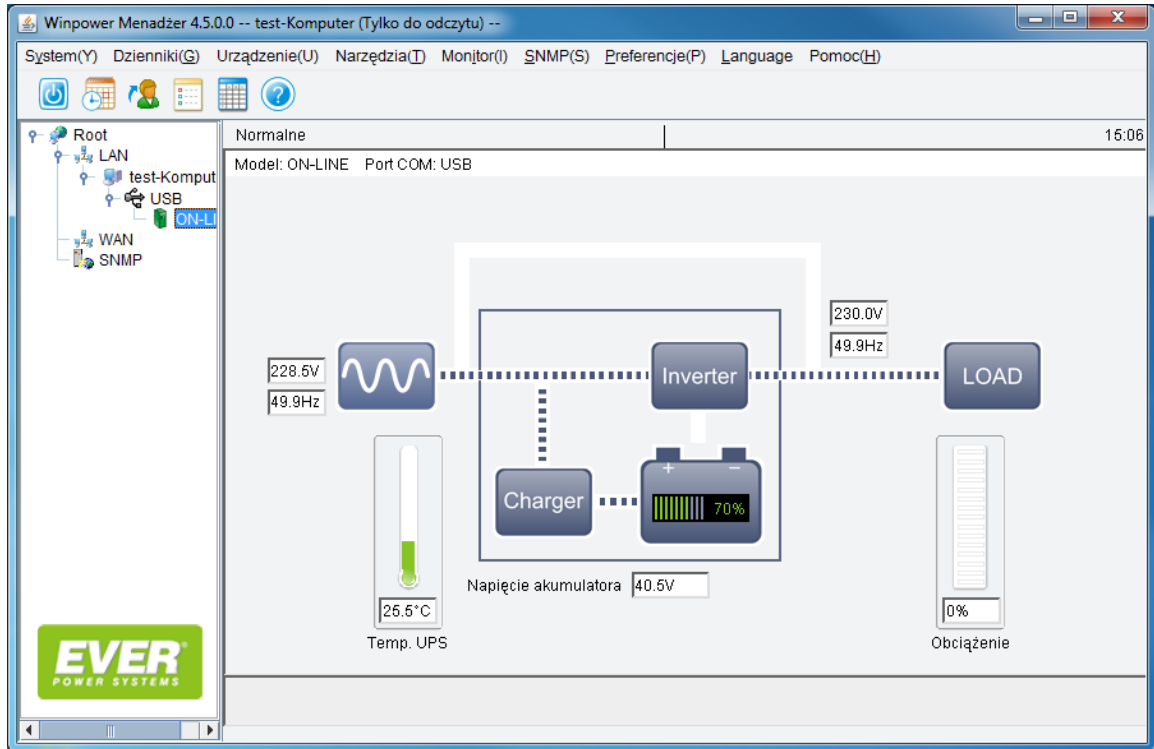 Winpower Menadżer 4.5.0.0 -- test-Komputer (Tylko do odczytu) --
System(Y) Dzienniki(G) Urządzenie(U) Narzędzia(T) Monitor(I) SNMP(S) Preferencje(P) Language Pomoc(H)
Root
LAN
test-Komput
USB
ON-LI
WAN
SNMP
Normalne 15:06
Model: ON-LINE Port COM: USB
230.0V
49.9Hz
228.5V
49.9Hz
Inverter
LOAD
Charger
+ −
70%
Napięcie akumulatora 40.5V
25.5°C
Temp. UPS
0%
Obciążenie
EVER
POWER SYSTEMS